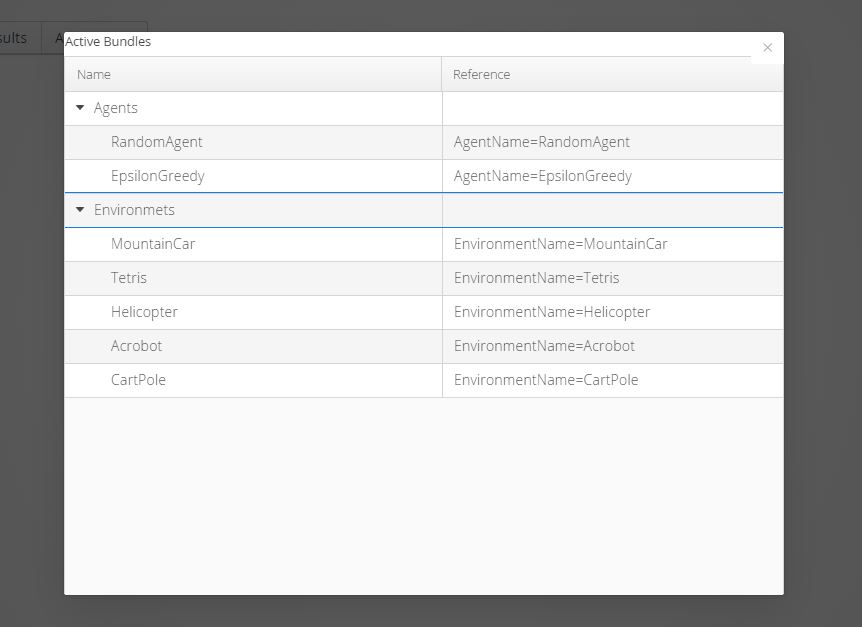 sults
A
Active Bundles
×
Name Reference
Agents
RandomAgent AgentName=RandomAgent
EpsilonGreedy AgentName=EpsilonGreedy
Environmets
MountainCar EnvironmentName=MountainCar
Tetris EnvironmentName=Tetris
Helicopter EnvironmentName=Helicopter
Acrobot EnvironmentName=Acrobot
CartPole EnvironmentName=CartPole